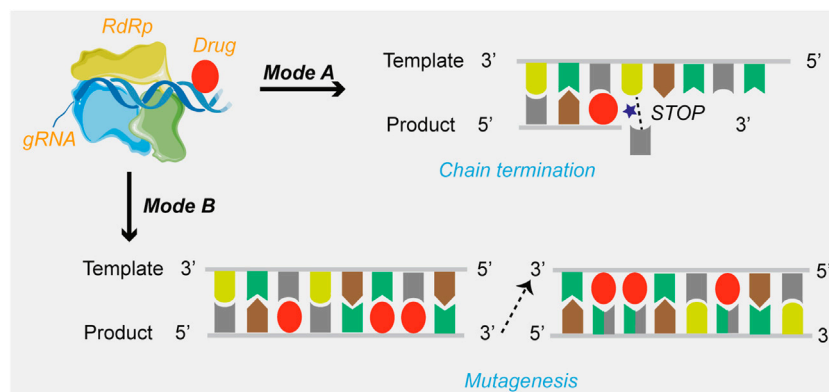 RdRp
Drug
gRNA
Mode A
Template 3’ 5’
Product 5’ STOP 3’
Chain termination
Mode B
Template 3’ 5’ 3’ 5’
Product 5’ 3’ 5’ 3’
Mutagenesis